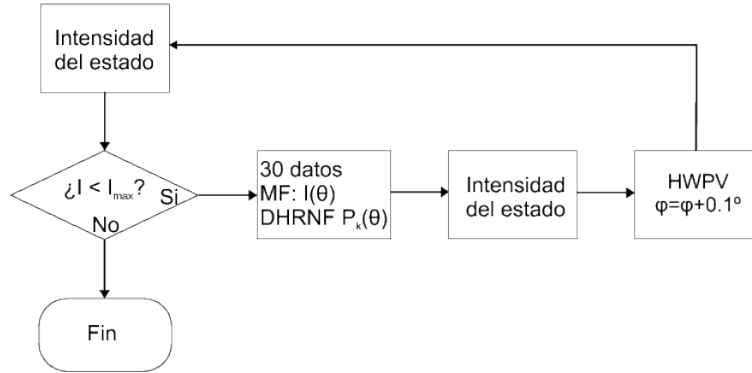 Intensidad
del estado
¿I < Imax?
Si
No
30 datos
MF: I(θ)
DHRNF Pk(θ)
Intensidad
del estado
HWPV
φ=φ+0.1º
Fin